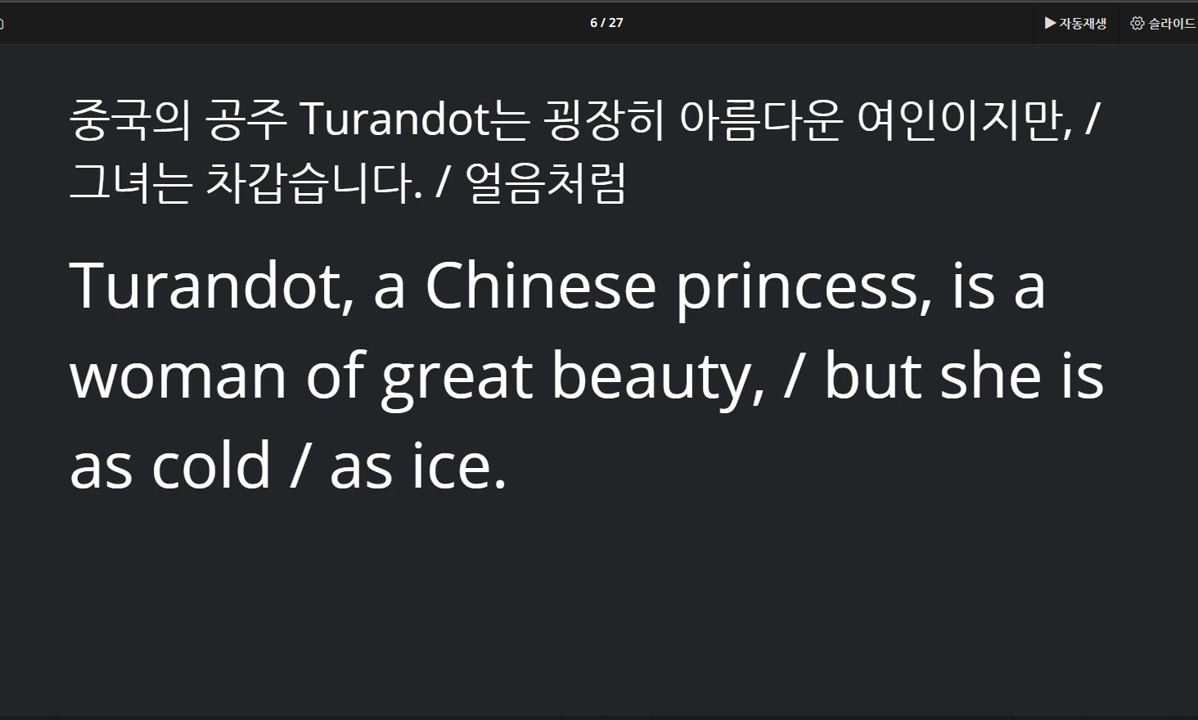 6 / 27
▶ 자동재생
슬라이드
중국의 공주 Turandot는 굉장히 아름다운 여인이지만, /
그녀는 차갑습니다. / 얼음처럼
Turandot, a Chinese princess, is a
woman of great beauty, / but she is
as cold / as ice.